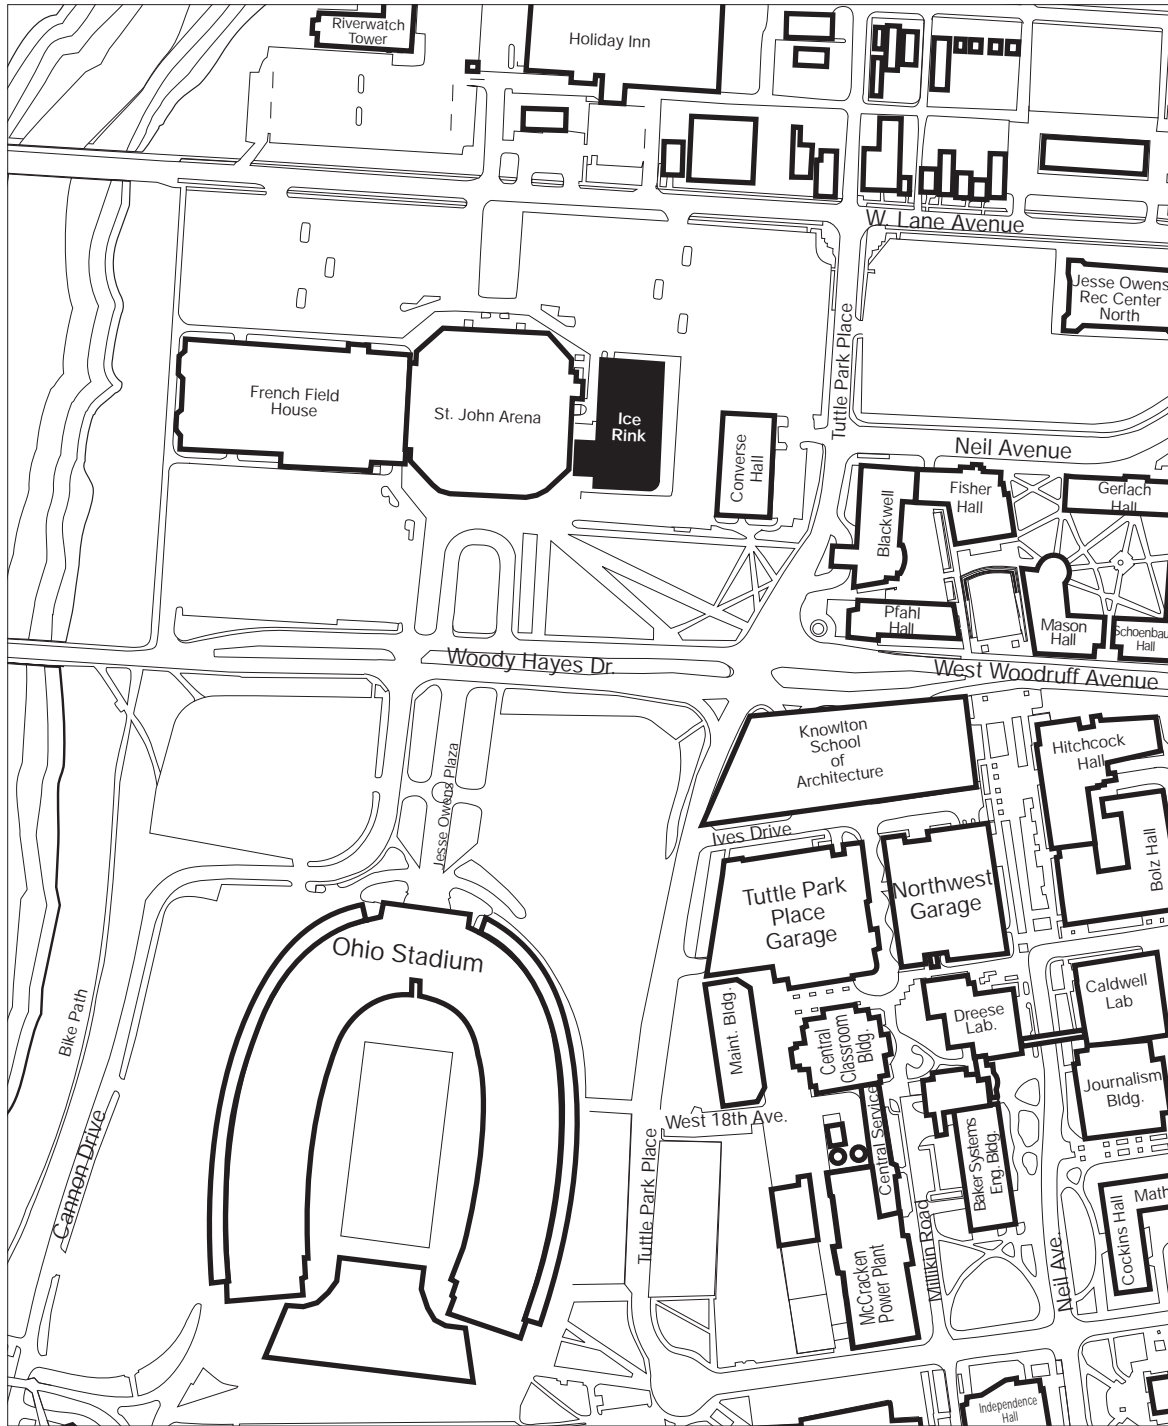 Riverwatch
Tower
Holiday Inn
W. Lane Avenue
Jesse Owens
Rec Center
North
Tuttle Park Place
French Field
House
St. John Arena
Ice
Rink
Converse
Hall
Neil Avenue
Blackwell
Fisher
Hall
Gerlach
Hall
Pfahl
Hall
Mason
Hall
Schoenbau
Hall
Woody Hayes Dr.
West Woodruff Avenue
Knowlton
School
of
Architecture
Hitchcock
Hall
Jesse Owens Plaza
Ives Drive
Bolz Hall
Tuttle Park
Place
Garage
Northwest
Garage
Ohio Stadium
Bike Path
Maint. Bldg.
Central
Classroom
Bldg.
Dreese
Lab.
Caldwell
Lab
Journalism
Bldg.
West 18th Ave.
Central Service
Baker Systems
Eng. Bldg.
Cannon Drive
Tuttle Park Place
McCracken
Power Plant
Millikin Road
Neil Ave.
Cockins Hall
Math
Independence
Hall